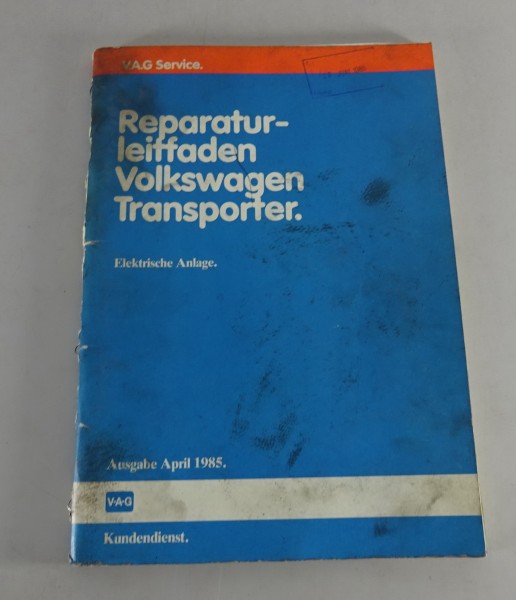 V.A.G Service.
Reparatur-
leitfaden
Volkswagen
Transporter.
Elektrische Anlage.
Ausgabe April 1985.
V·A·G
Kundendienst.